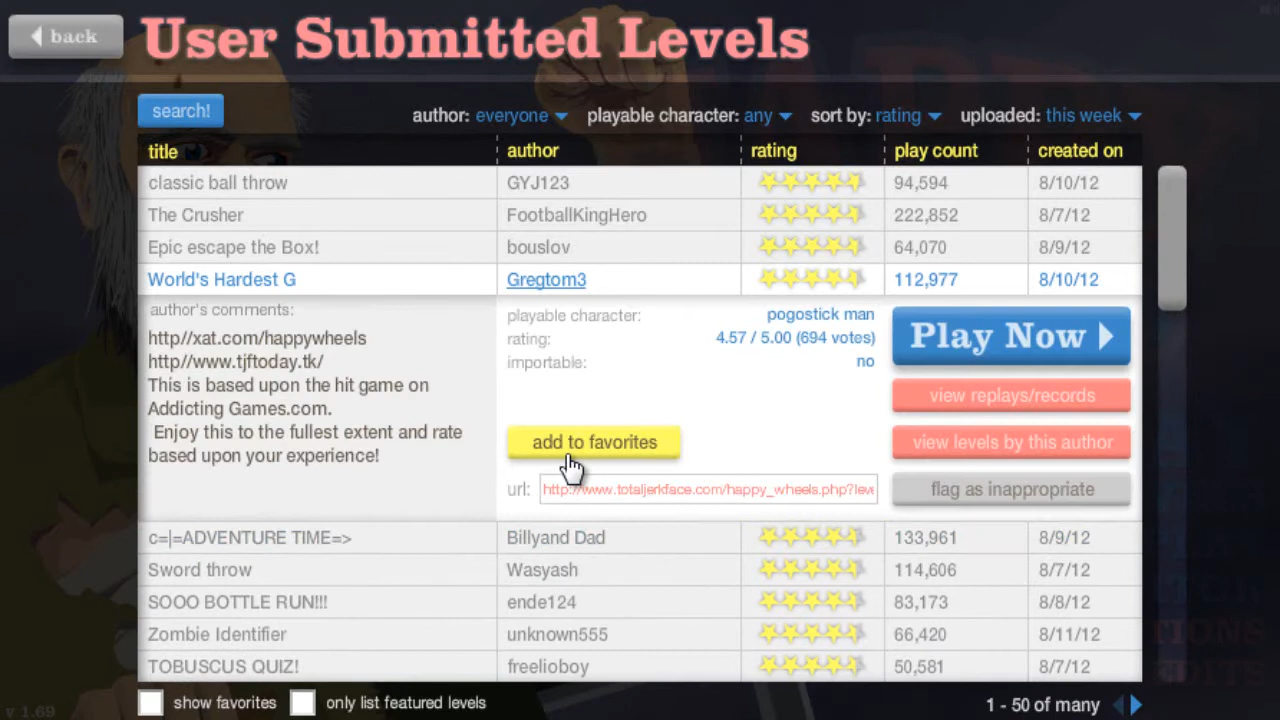 back
User Submitted Levels
search!
author: everyone playable character: any sort by: rating uploaded: this week
title author rating play count created on
classic ball throw GYJ123 94,594 8/10/12
The Crusher FootballKingHero 222,852 8/7/12
Epic escape the Box! bouslov 64,070 8/9/12
World's Hardest G Gregtom3 112,977 8/10/12
author's comments:
http//xat.com/happywheels
http//www.tjftoday.tk/
This is based upon the hit game on
Addicting Games.com.
Enjoy this to the fullest extent and rate
based upon your experience!
playable character: pogostick man
rating: 4.57 / 5.00 (694 votes)
importable: no
add to favorites
url: http://www.totaljerkface.com/happy_wheels.php?leve
Play Now
view replays/records
view levels by this author
flag as inappropriate
c=|=ADVENTURE TIME=> Billyand Dad 133,961 8/9/12
Sword throw Wasyash 114,606 8/7/12
SOOO BOTTLE RUN!!! ende124 83,173 8/8/12
Zombie Identifier unknown555 66,420 8/11/12
TOBUSCUS QUIZ! freelioboy 50,581 8/7/12
show favorites only list featured levels 1 - 50 of many
v 1.69